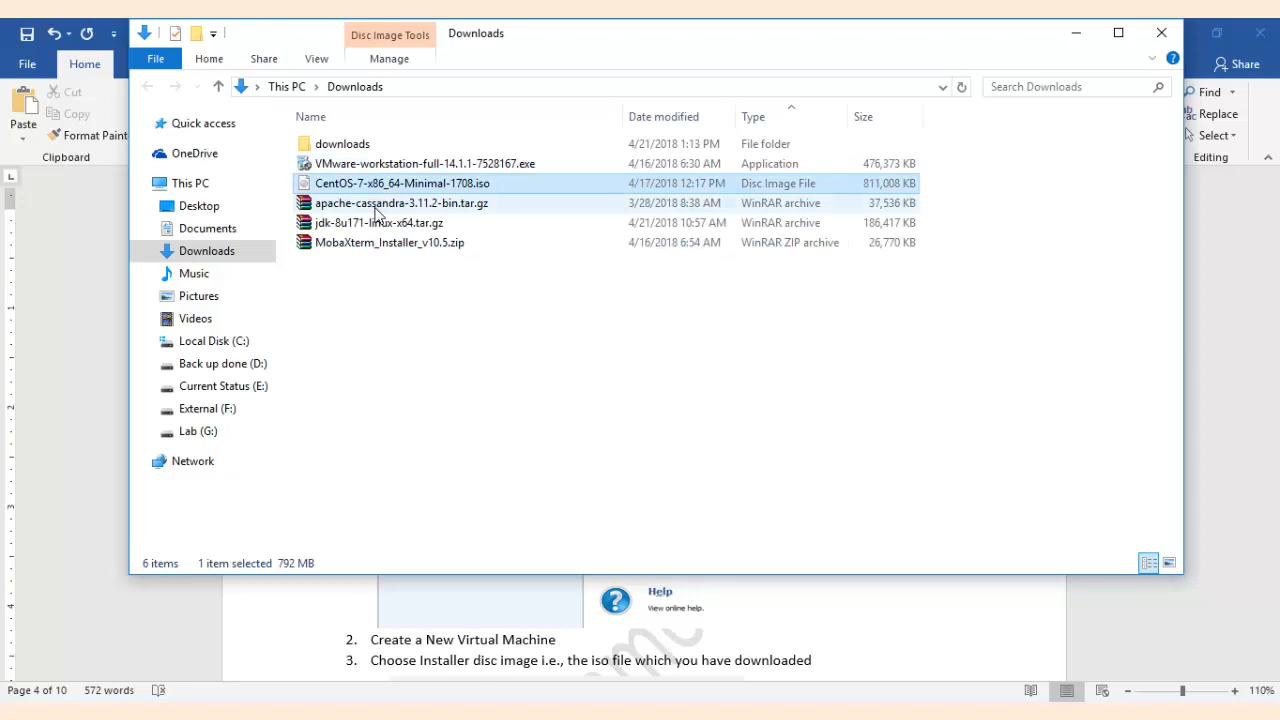 Disc Image Tools
Downloads
File
Home
Share
View
Manage
File
Home
Share
This PC
Downloads
Search Downloads
Cut
Copy
Format Paint
Paste
Clipboard
Find
Replace
Select
Editing
Name
Date modified
Type
Size
Quick access
OneDrive
This PC
Desktop
Documents
Downloads
Music
Pictures
Videos
Local Disk (C:)
Back up done (D:)
Current Status (E:)
External (F:)
Lab (G:)
Network
downloads 4/21/2018 1:13 PM File folder
VMware-workstation-full-14.1.1-7528167.exe 4/16/2018 6:30 AM Application 476,373 KB
CentOS-7-x86_64-Minimal-1708.iso 4/17/2018 12:17 PM Disc Image File 811,008 KB
apache-cassandra-3.11.2-bin.tar.gz 3/28/2018 8:38 AM WinRAR archive 37,536 KB
jdk-8u171-linux-x64.tar.gz 4/21/2018 10:57 AM WinRAR archive 186,417 KB
MobaXterm_Installer_v10.5.zip 4/16/2018 6:54 AM WinRAR ZIP archive 26,770 KB
6 items 1 item selected 792 MB
Help
View online help.
2. Create a New Virtual Machine
3. Choose Installer disc image i.e., the iso file which you have downloaded
Page 4 of 10 572 words
110%